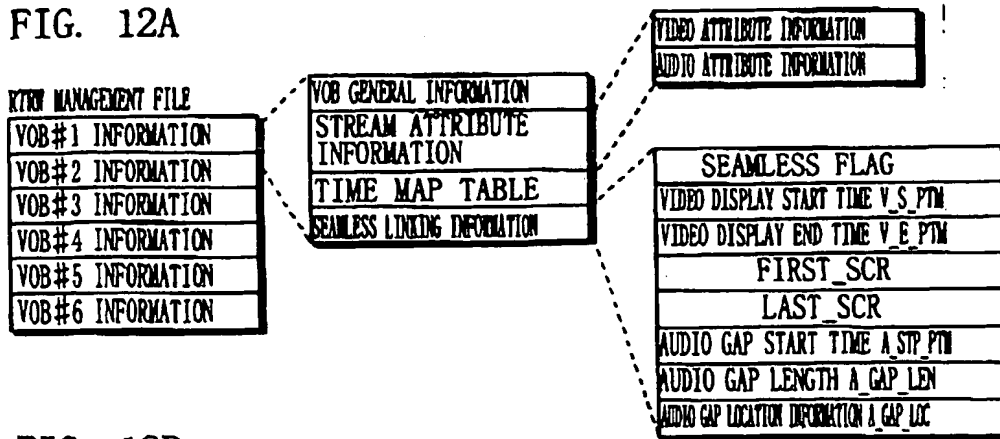 FIG. 12A
RTRW MANAGEMENT FILE
VOB#1 INFORMATION
VOB#2 INFORMATION
VOB#3 INFORMATION
VOB#4 INFORMATION
VOB#5 INFORMATION
VOB#6 INFORMATION
VOB GENERAL INFORMATION
STREAM ATTRIBUTE
INFORMATION
TIME MAP TABLE
SEAMLESS LINKING INFORMATION
VIDEO ATTRIBUTE INFORMATION
AUDIO ATTRIBUTE INFORMATION
SEAMLESS FLAG
VIDEO DISPLAY START TIME V_S_PTM
VIDEO DISPLAY END TIME V_E_PTM
FIRST_SCR
LAST_SCR
AUDIO GAP START TIME A_STP_PTM
AUDIO GAP LENGTH A_GAP_LEN
AUDIO GAP LOCATION INFORMATION A_GAP_LOC